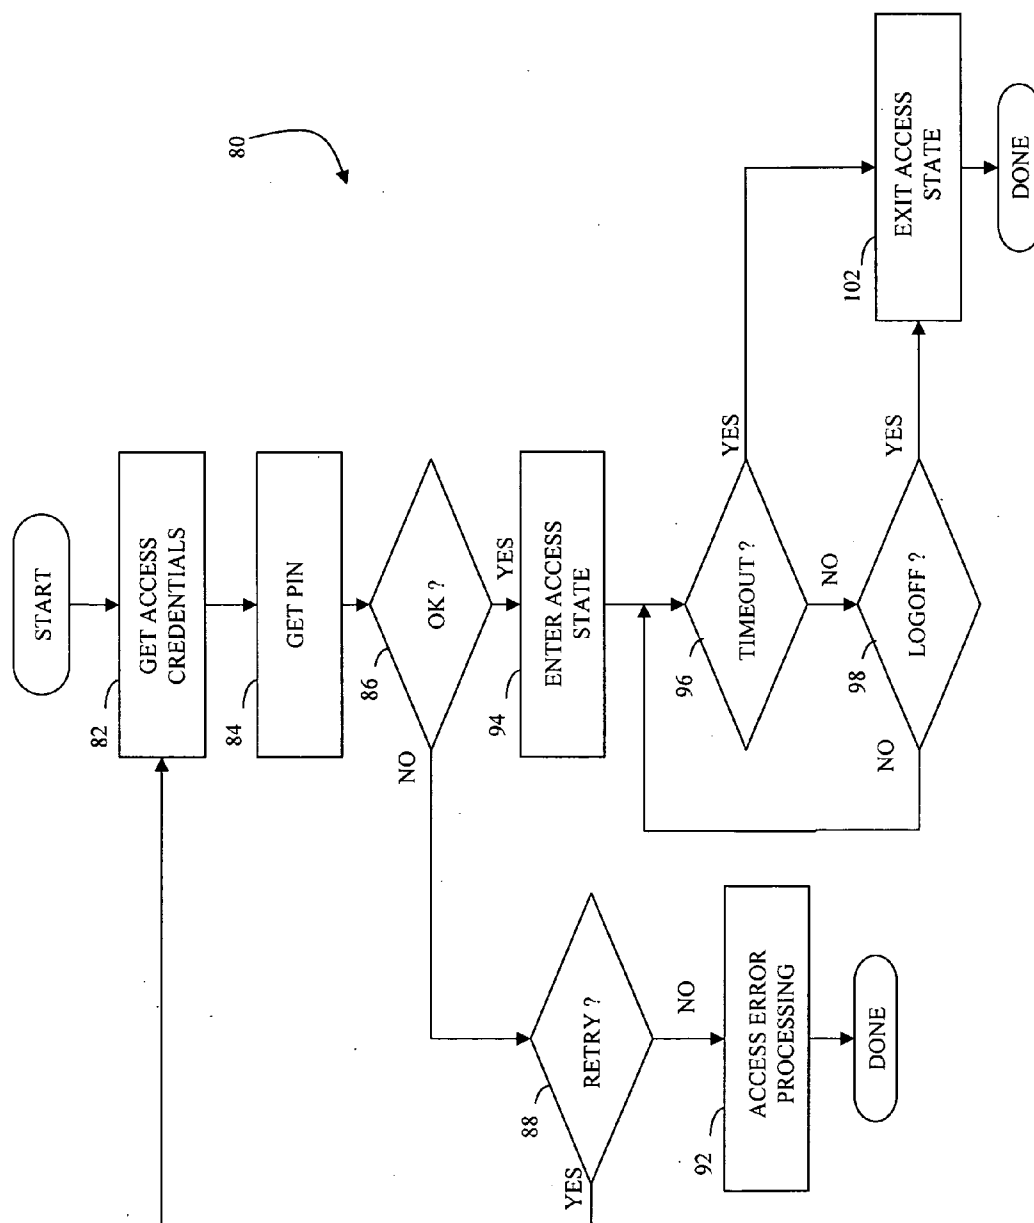 80
START
82
GET ACCESS
CREDENTIALS
84
GET PIN
86
OK ?
NO
YES
94
ENTER ACCESS
STATE
88
RETRY ?
YES
NO
92
ACCESS ERROR
PROCESSING
DONE
96
TIMEOUT ?
YES
NO
98
LOGOFF ?
YES
NO
102
EXIT ACCESS
STATE
DONE